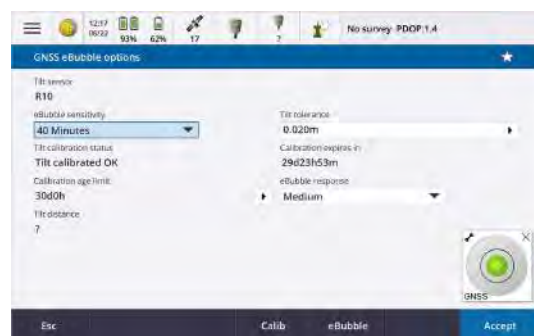 12:17
06/22
93%
62%
17
?
No survey PDOP:1.4
GNSS eBubble options
Tilt sensor
R10
eBubble sensitivity
40 Minutes
Tilt tolerance
0.020m
Tilt calibration status
Tilt calibrated OK
Calibration expires in
29d23h53m
Calibration age limit
30d0h
eBubble response
Medium
Tilt distance
?
GNSS
Esc
Calib
eBubble
Accept